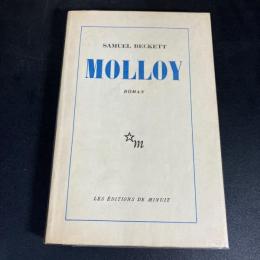 SAMUEL BECKETT
MOLLOY
ROMAN
m
LES ÉDITIONS DE MINUIT